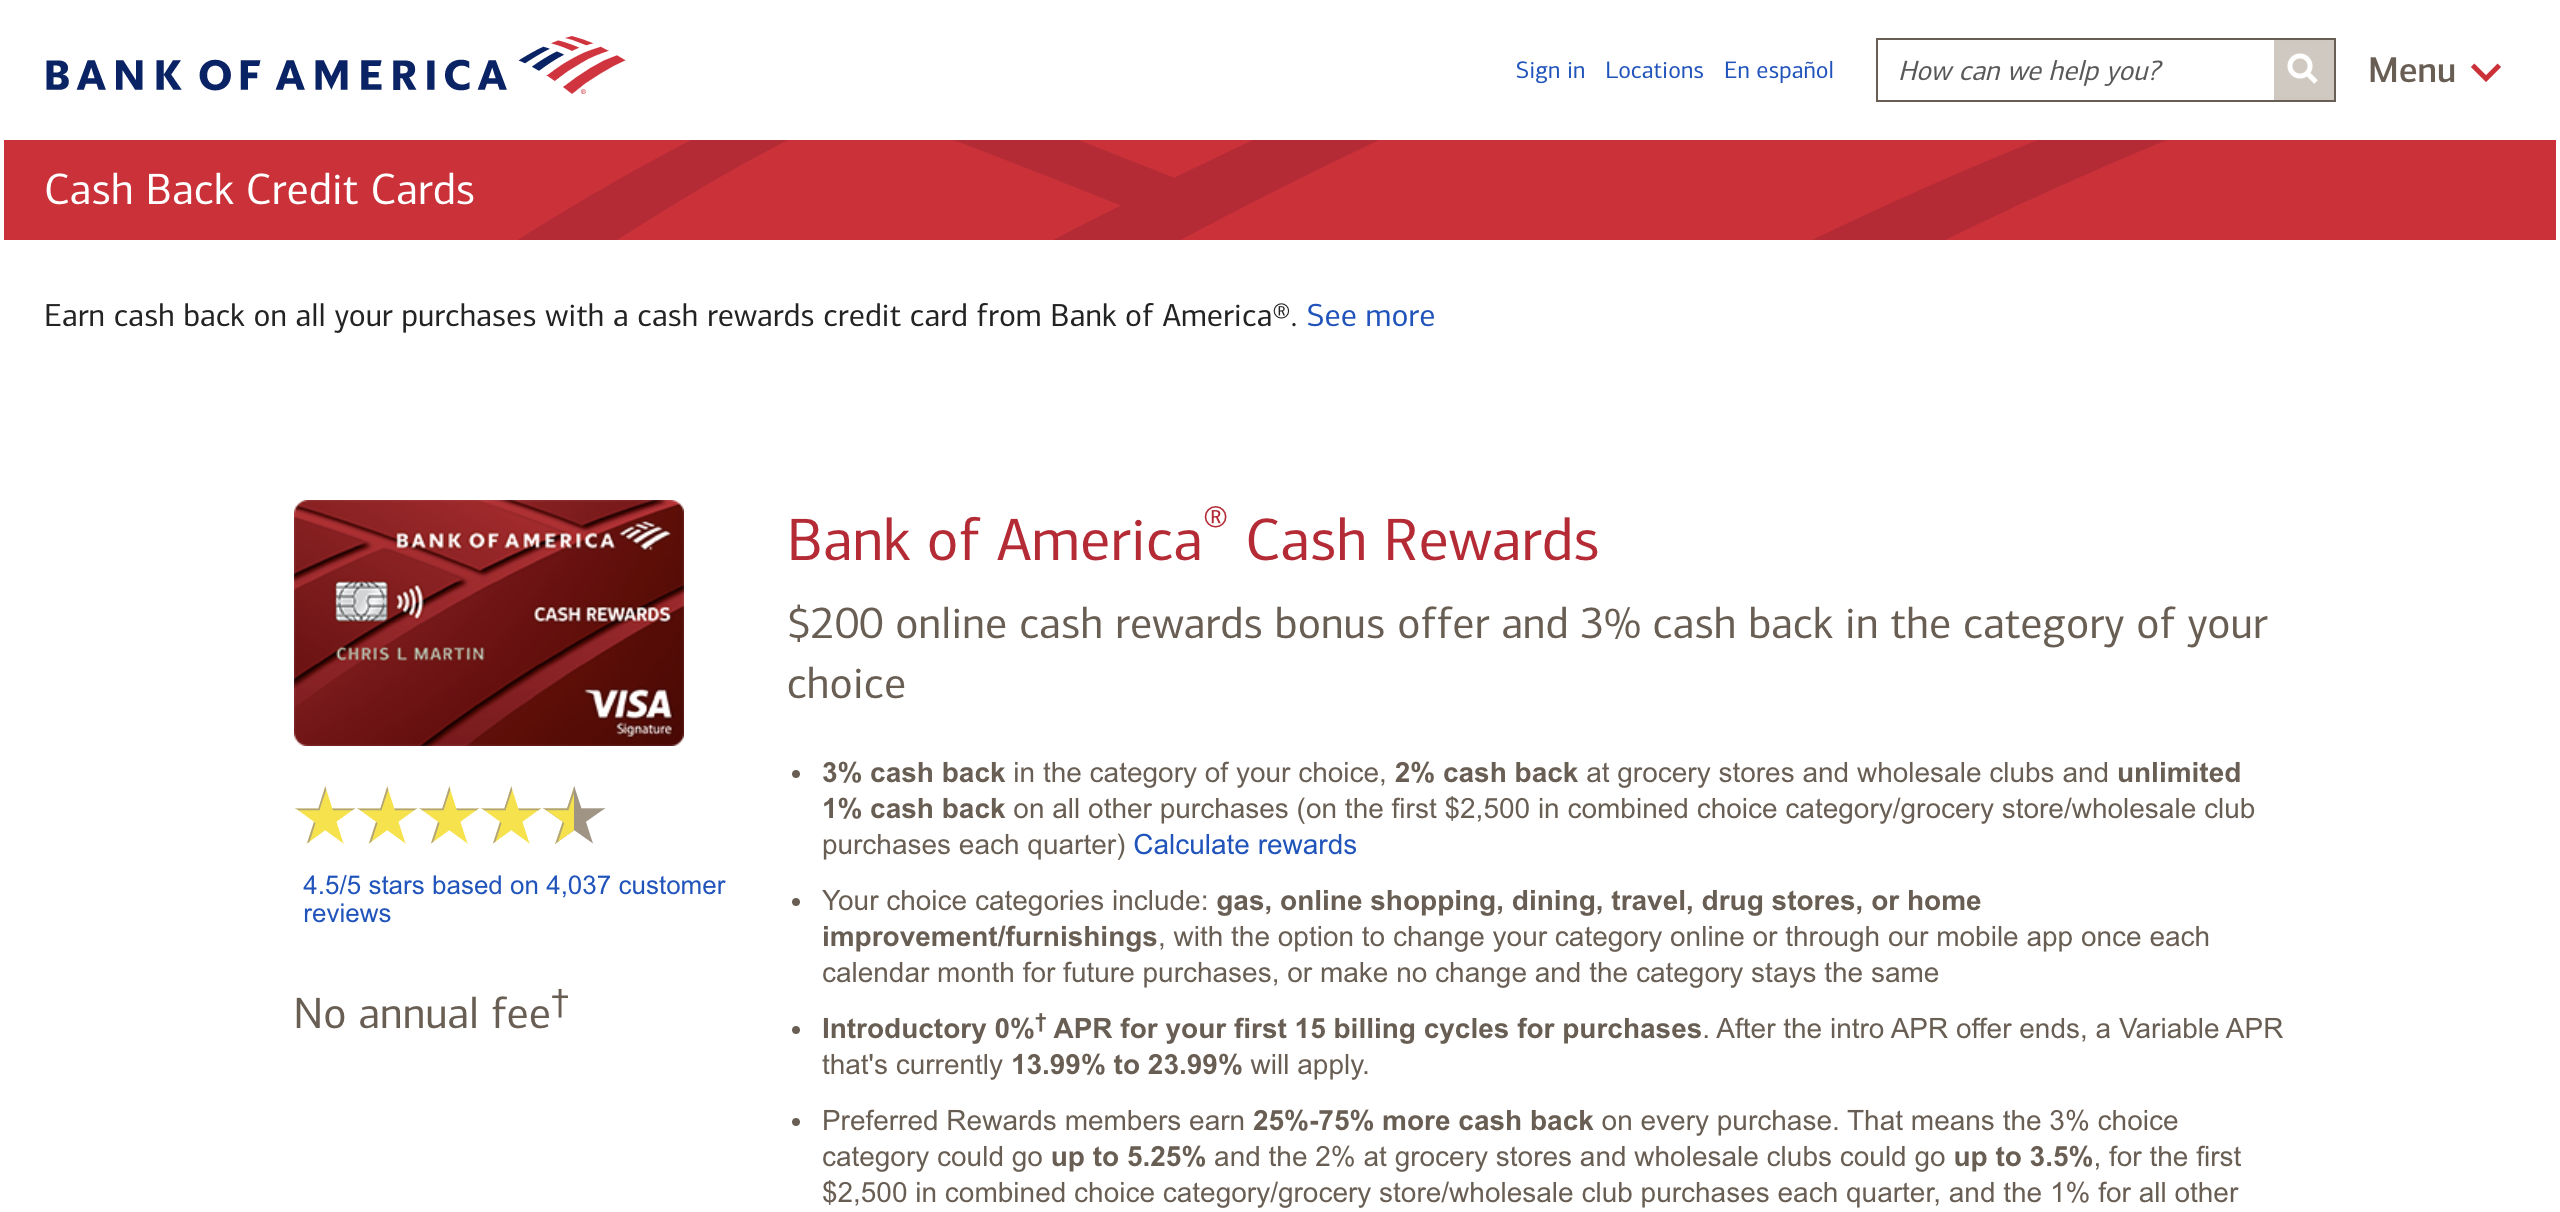 BANK OF AMERICA
Sign in Locations En español
How can we help you?
Menu
Cash Back Credit Cards
Earn cash back on all your purchases with a cash rewards credit card from Bank of America®. See more
BANK OF AMERICA
CASH REWARDS
CHRIS L MARTIN
VISA
Signature
4.5/5 stars based on 4,037 customer
reviews
No annual fee†
Bank of America® Cash Rewards
$200 online cash rewards bonus offer and 3% cash back in the category of your
choice
• 3% cash back in the category of your choice, 2% cash back at grocery stores and wholesale clubs and unlimited
1% cash back on all other purchases (on the first $2,500 in combined choice category/grocery store/wholesale club
purchases each quarter) Calculate rewards
• Your choice categories include: gas, online shopping, dining, travel, drug stores, or home
improvement/furnishings, with the option to change your category online or through our mobile app once each
calendar month for future purchases, or make no change and the category stays the same
• Introductory 0%† APR for your first 15 billing cycles for purchases. After the intro APR offer ends, a Variable APR
that's currently 13.99% to 23.99% will apply.
• Preferred Rewards members earn 25%-75% more cash back on every purchase. That means the 3% choice
category could go up to 5.25% and the 2% at grocery stores and wholesale clubs could go up to 3.5%, for the first
$2,500 in combined choice category/grocery store/wholesale club purchases each quarter, and the 1% for all other